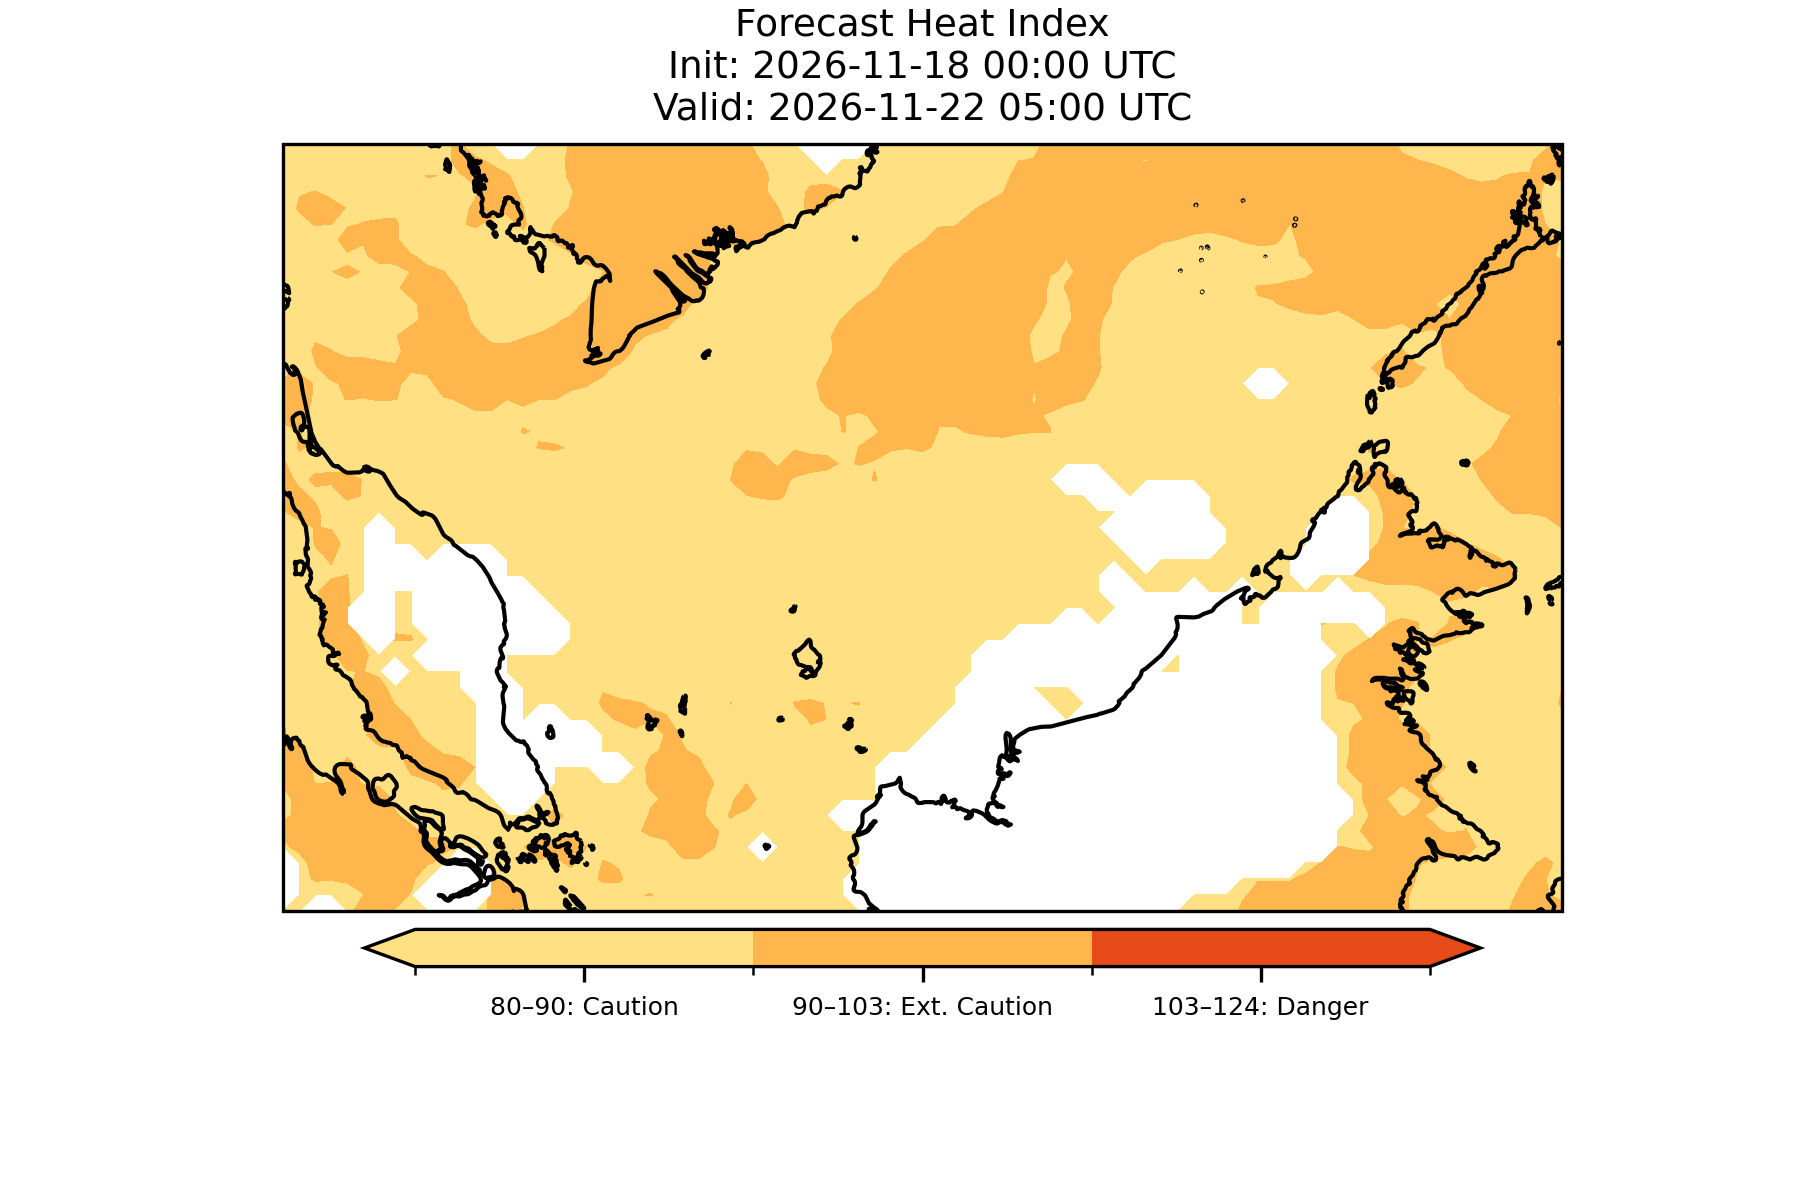 Forecast Heat Index
Init: 2026-11-18 00:00 UTC
Valid: 2026-11-22 05:00 UTC
80–90: Caution
90–103: Ext. Caution
103–124: Danger